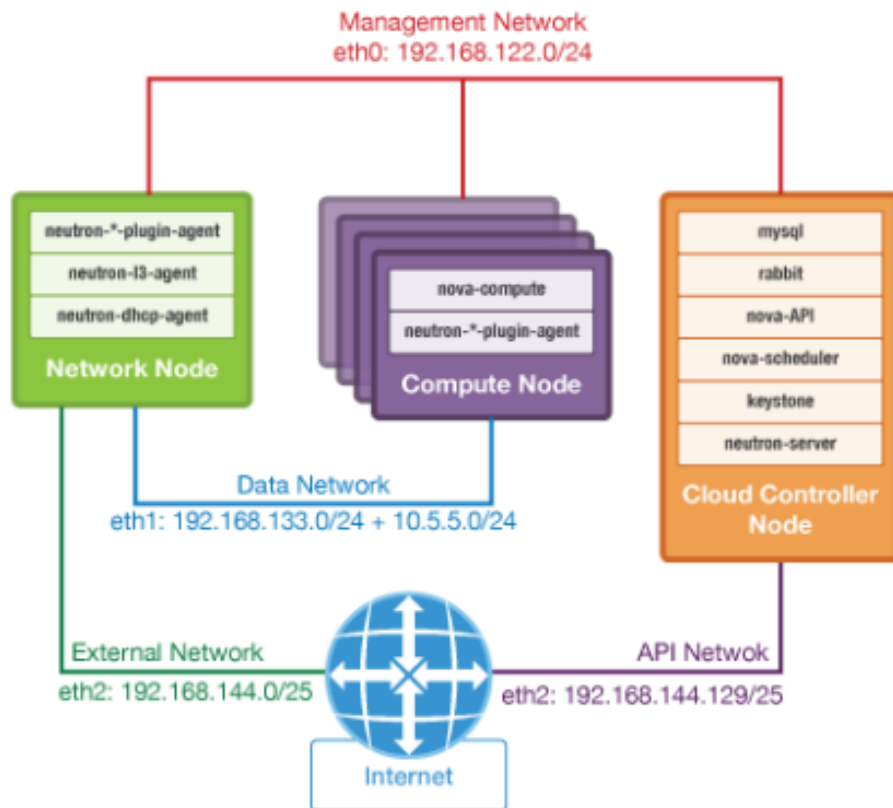 Management Network
eth0: 192.168.122.0/24
neutron-*-plugin-agent
neutron-l3-agent
neutron-dhcp-agent
Network Node
nova-compute
neutron-*-plugin-agent
Compute Node
mysql
rabbit
nova-API
nova-scheduler
keystone
neutron-server
Cloud Controller
Node
Data Network
eth1: 192.168.133.0/24 + 10.5.5.0/24
External Network
eth2: 192.168.144.0/25
API Netwok
eth2: 192.168.144.129/25
Internet